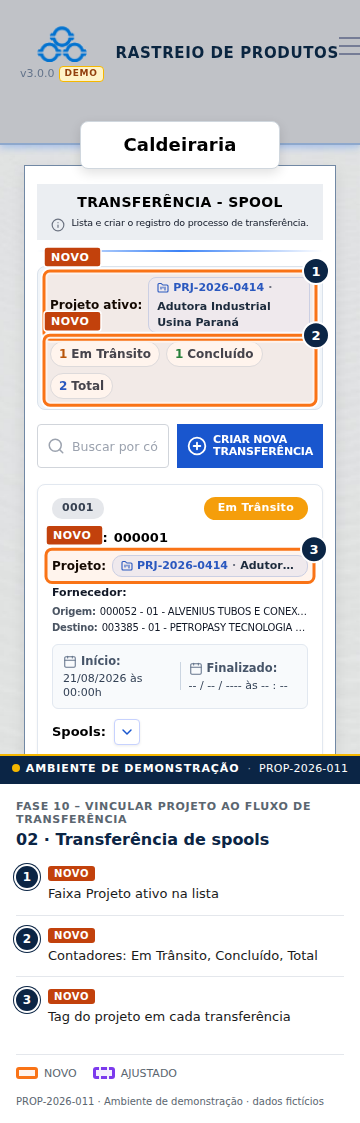 RASTREIO DE PRODUTOS
v3.0.0 DEMO
Caldeiraria
TRANSFERÊNCIA - SPOOL
Lista e criar o registro do processo de transferência.
NOVO
1
Projeto ativo: PRJ-2026-0414 ·
Adutora Industrial
Usina Paraná
NOVO
2
1 Em Trânsito 1 Concluído
2 Total
Buscar por có
CRIAR NOVA
TRANSFERÊNCIA
0001 Em Trânsito
NOVO : 000001
3
Projeto: PRJ-2026-0414 · Adutor...
Fornecedor:
Origem: 000052 - 01 - ALVENIUS TUBOS E CONEX...
Destino: 003385 - 01 - PETROPASY TECNOLOGIA ...
Início:
21/08/2026 às
00:00h
Finalizado:
-- / -- / ---- às -- : --
Spools:
AMBIENTE DE DEMONSTRAÇÃO · PROP-2026-011
FASE 10 – VINCULAR PROJETO AO FLUXO DE
TRANSFERÊNCIA
02 · Transferência de spools
1 NOVO
Faixa Projeto ativo na lista
2 NOVO
Contadores: Em Trânsito, Concluído, Total
3 NOVO
Tag do projeto em cada transferência
NOVO AJUSTADO
PROP-2026-011 · Ambiente de demonstração · dados fictícios